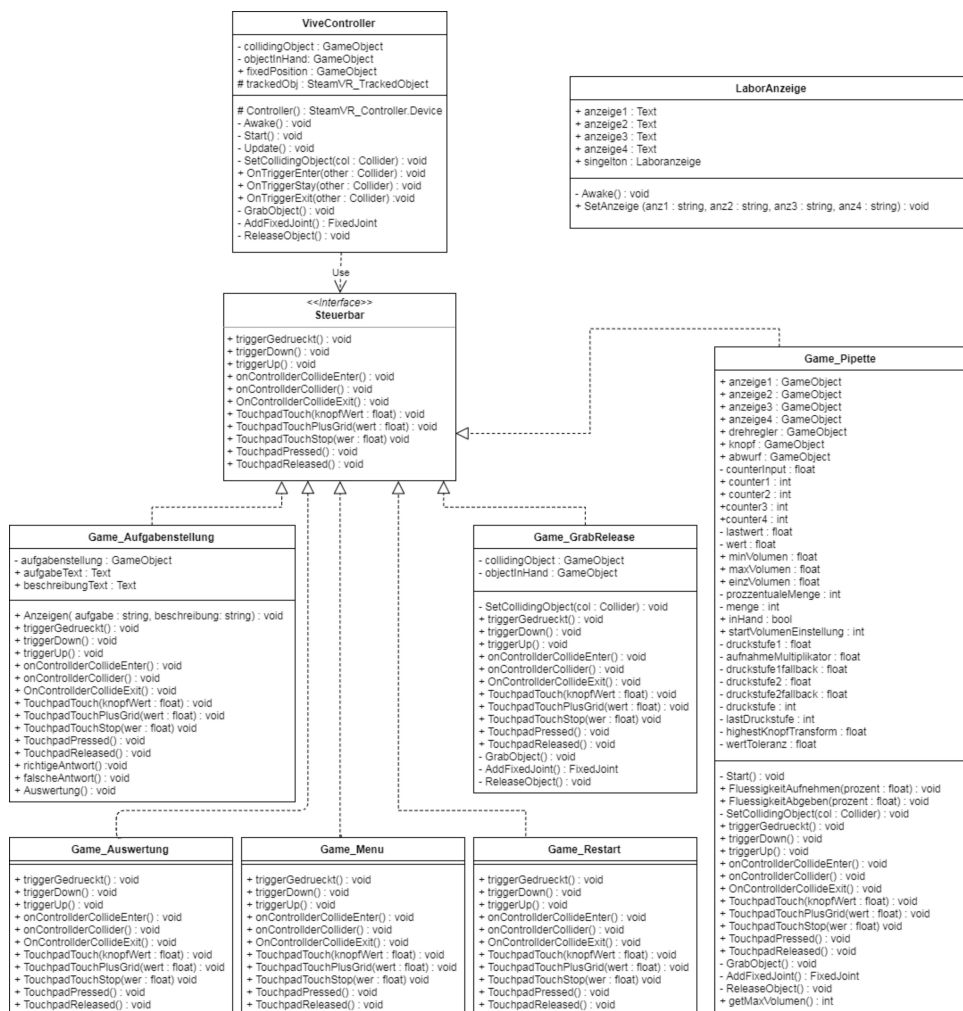 ViveController
- collidingObject : GameObject
- objectInHand: GameObject
+ fixedPosition : GameObject
# trackedObj : SteamVR_TrackedObject
# Controller() : SteamVR_Controller.Device
- Awake() : void
- Start() : void
- Update() : void
- SetCollidingObject(col : Collider) : void
+ OnTriggerEnter(other : Collider) : void
+ OnTriggerStay(other : Collider) : void
+ OnTriggerExit(other : Collider) :void
- GrabObject() : void
- AddFixedJoint() : FixedJoint
- ReleaseObject() : void
LaborAnzeige
+ anzeige1 : Text
+ anzeige2 : Text
+ anzeige3 : Text
+ anzeige4 : Text
+ singelton : Laboranzeige
- Awake() : void
+ SetAnzeige (anz1 : string, anz2 : string, anz3 : string, anz4 : string) : void
Use
<<Interface>>
Steuerbar
+ triggerGedrueckt() : void
+ triggerDown() : void
+ triggerUp() : void
+ onControllderCollideEnter() : void
+ onControllderCollider() : void
+ OnControllderCollideExit() : void
+ TouchpadTouch(knopfWert : float) : void
+ TouchpadTouchPlusGrid(wert : float) : void
+ TouchpadTouchStop(wer : float) void
+ TouchpadPressed() : void
+ TouchpadReleased() : void
Game_Pipette
+ anzeige1 : GameObject
+ anzeige2 : GameObject
+ anzeige3 : GameObject
+ anzeige4 : GameObject
+ drehregler : GameObject
+ knopf : GameObject
+ abwurf : GameObject
- counterInput : float
+ counter1 : int
+ counter2 : int
+counter3 : int
+counter4 : int
- lastwert : float
- wert : float
+ minVolumen : float
+ maxVolumen : float
+ einzVolumen : float
- prozzentualeMenge : int
- menge : int
+ inHand : bool
+ startVolumenEinstellung : int
- druckstufe1 : float
- aufnahmeMultiplikator : float
- druckstufe1fallback : float
- druckstufe2 : float
- druckstufe2fallback : float
- druckstufe : int
- lastDruckstufe : int
- highestKnopfTransform : float
- wertToleranz : float
- Start() : void
+ FluessigkeitAufnehmen(prozent : float) : void
+ FluessigkeitAbgeben(prozent : float) : void
- SetCollidingObject(col : Collider) : void
+ triggerGedrueckt() : void
+ triggerDown() : void
+ triggerUp() : void
+ onControllderCollideEnter() : void
+ onControllderCollider() : void
+ OnControllderCollideExit() : void
+ TouchpadTouch(knopfWert : float) : void
+ TouchpadTouchPlusGrid(wert : float) : void
+ TouchpadTouchStop(wer : float) void
+ TouchpadPressed() : void
+ TouchpadReleased() : void
- GrabObject() : void
- AddFixedJoint() : FixedJoint
- ReleaseObject() : void
+ getMaxVolumen() : int
Game_Aufgabenstellung
- aufgabenstellung : GameObject
+ aufgabeText : Text
+ beschreibungText : Text
+ Anzeigen( aufgabe : string, beschreibung: string) : void
+ triggerGedrueckt() : void
+ triggerDown() : void
+ triggerUp() : void
+ onControllderCollideEnter() : void
+ onControllderCollider() : void
+ OnControllderCollideExit() : void
+ TouchpadTouch(knopfWert : float) : void
+ TouchpadTouchPlusGrid(wert : float) : void
+ TouchpadTouchStop(wer : float) void
+ TouchpadPressed() : void
+ TouchpadReleased() : void
+ richtigeAntwort() :void
+ falscheAntwort() : void
+ Auswertung() : void
Game_GrabRelease
- collidingObject : GameObject
- objectInHand : GameObject
- SetCollidingObject(col : Collider) : void
+ triggerGedrueckt() : void
+ triggerDown() : void
+ triggerUp() : void
+ onControllderCollideEnter() : void
+ onControllderCollider() : void
+ OnControllderCollideExit() : void
+ TouchpadTouch(knopfWert : float) : void
+ TouchpadTouchPlusGrid(wert : float) : void
+ TouchpadTouchStop(wer : float) void
+ TouchpadPressed() : void
+ TouchpadReleased() : void
- GrabObject() : void
- AddFixedJoint() : FixedJoint
- ReleaseObject() : void
Game_Auswertung
+ triggerGedrueckt() : void
+ triggerDown() : void
+ triggerUp() : void
+ onControllderCollideEnter() : void
+ onControllderCollider() : void
+ OnControllderCollideExit() : void
+ TouchpadTouch(knopfWert : float) : void
+ TouchpadTouchPlusGrid(wert : float) : void
+ TouchpadTouchStop(wer : float) void
+ TouchpadPressed() : void
+ TouchpadReleased() : void
Game_Menu
+ triggerGedrueckt() : void
+ triggerDown() : void
+ triggerUp() : void
+ onControllderCollideEnter() : void
+ onControllderCollider() : void
+ OnControllderCollideExit() : void
+ TouchpadTouch(knopfWert : float) : void
+ TouchpadTouchPlusGrid(wert : float) : void
+ TouchpadTouchStop(wer : float) void
+ TouchpadPressed() : void
+ TouchpadReleased() : void
Game_Restart
+ triggerGedrueckt() : void
+ triggerDown() : void
+ triggerUp() : void
+ onControllderCollideEnter() : void
+ onControllderCollider() : void
+ OnControllderCollideExit() : void
+ TouchpadTouch(knopfWert : float) : void
+ TouchpadTouchPlusGrid(wert : float) : void
+ TouchpadTouchStop(wer : float) void
+ TouchpadPressed() : void
+ TouchpadReleased() : void